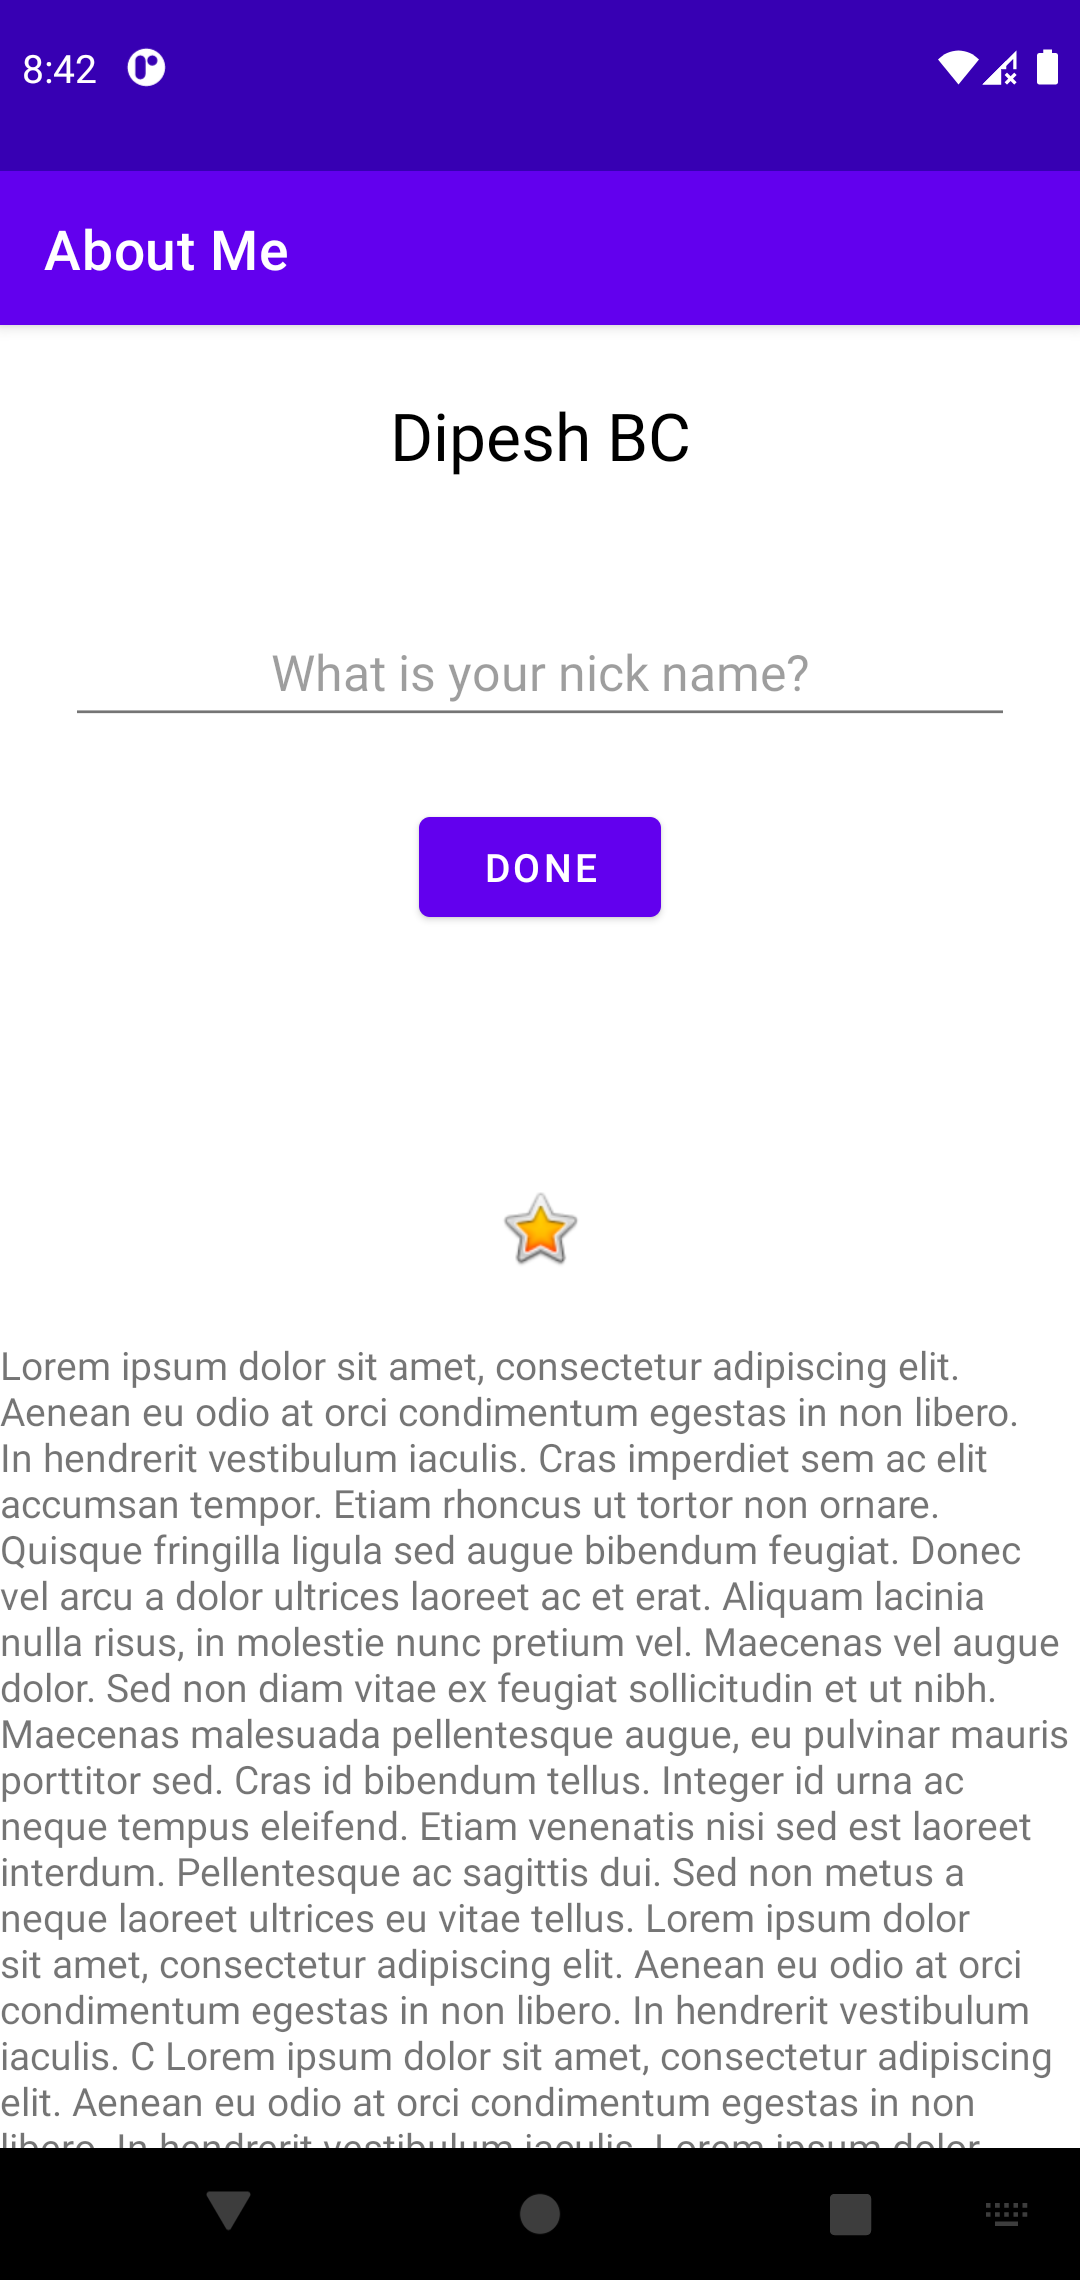 8:42
About Me
Dipesh BC
What is your nick name?
DONE
Lorem ipsum dolor sit amet, consectetur adipiscing elit.
Aenean eu odio at orci condimentum egestas in non libero.
In hendrerit vestibulum iaculis. Cras imperdiet sem ac elit
accumsan tempor. Etiam rhoncus ut tortor non ornare.
Quisque fringilla ligula sed augue bibendum feugiat. Donec
vel arcu a dolor ultrices laoreet ac et erat. Aliquam lacinia
nulla risus, in molestie nunc pretium vel. Maecenas vel augue
dolor. Sed non diam vitae ex feugiat sollicitudin et ut nibh.
Maecenas malesuada pellentesque augue, eu pulvinar mauris
porttitor sed. Cras id bibendum tellus. Integer id urna ac
neque tempus eleifend. Etiam venenatis nisi sed est laoreet
interdum. Pellentesque ac sagittis dui. Sed non metus a
neque laoreet ultrices eu vitae tellus. Lorem ipsum dolor
sit amet, consectetur adipiscing elit. Aenean eu odio at orci
condimentum egestas in non libero. In hendrerit vestibulum
iaculis. C Lorem ipsum dolor sit amet, consectetur adipiscing
elit. Aenean eu odio at orci condimentum egestas in non
libero. In hendrerit vestibulum iaculis. Lorem ipsum dolor